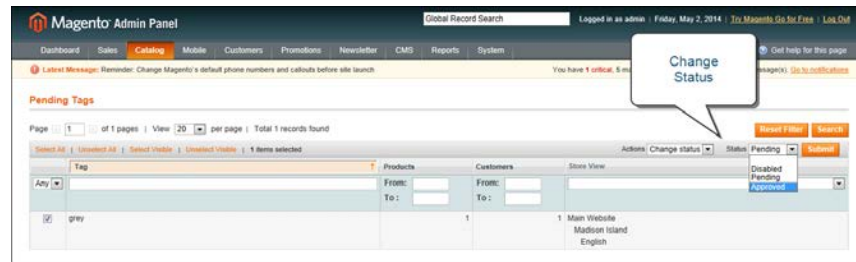 Magento Admin Panel
Global Record Search
Logged in as admin | Friday, May 2, 2014 | Try Magento Go for Free | Log Out
Dashboard Sales Catalog Mobile Customers Promotions Newsletter CMS Reports System
Get help for this page
Latest Message: Reminder: Change Magento's default phone numbers and callouts before site launch
You have 1 critical, 5 ma
ssage(s). Go to notifications
Change
Status
Pending Tags
Page 1 of 1 pages | View 20 per page | Total 1 records found
Reset Filter Search
Select All | Unselect All | Select Visible | Unselect Visible | 1 items selected
Actions Change status Status Pending Submit
Tag Products Customers Store View
Disabled
Pending
Approved
Any From: From:
To : To :
grey 1 1 Main Website
Madison Island
English